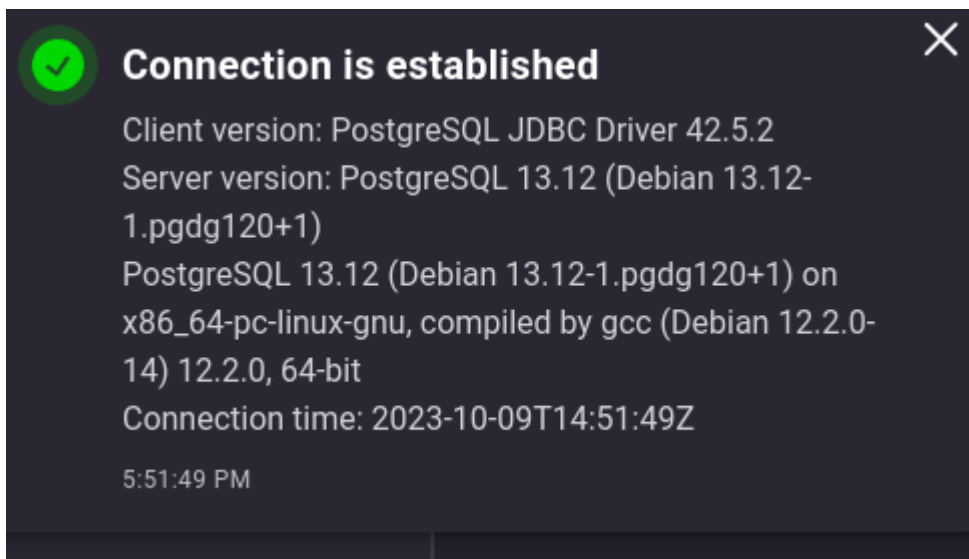 Connection is established
Client version: PostgreSQL JDBC Driver 42.5.2
Server version: PostgreSQL 13.12 (Debian 13.12-
1.pgdg120+1)
PostgreSQL 13.12 (Debian 13.12-1.pgdg120+1) on
x86_64-pc-linux-gnu, compiled by gcc (Debian 12.2.0-
14) 12.2.0, 64-bit
Connection time: 2023-10-09T14:51:49Z
5:51:49 PM